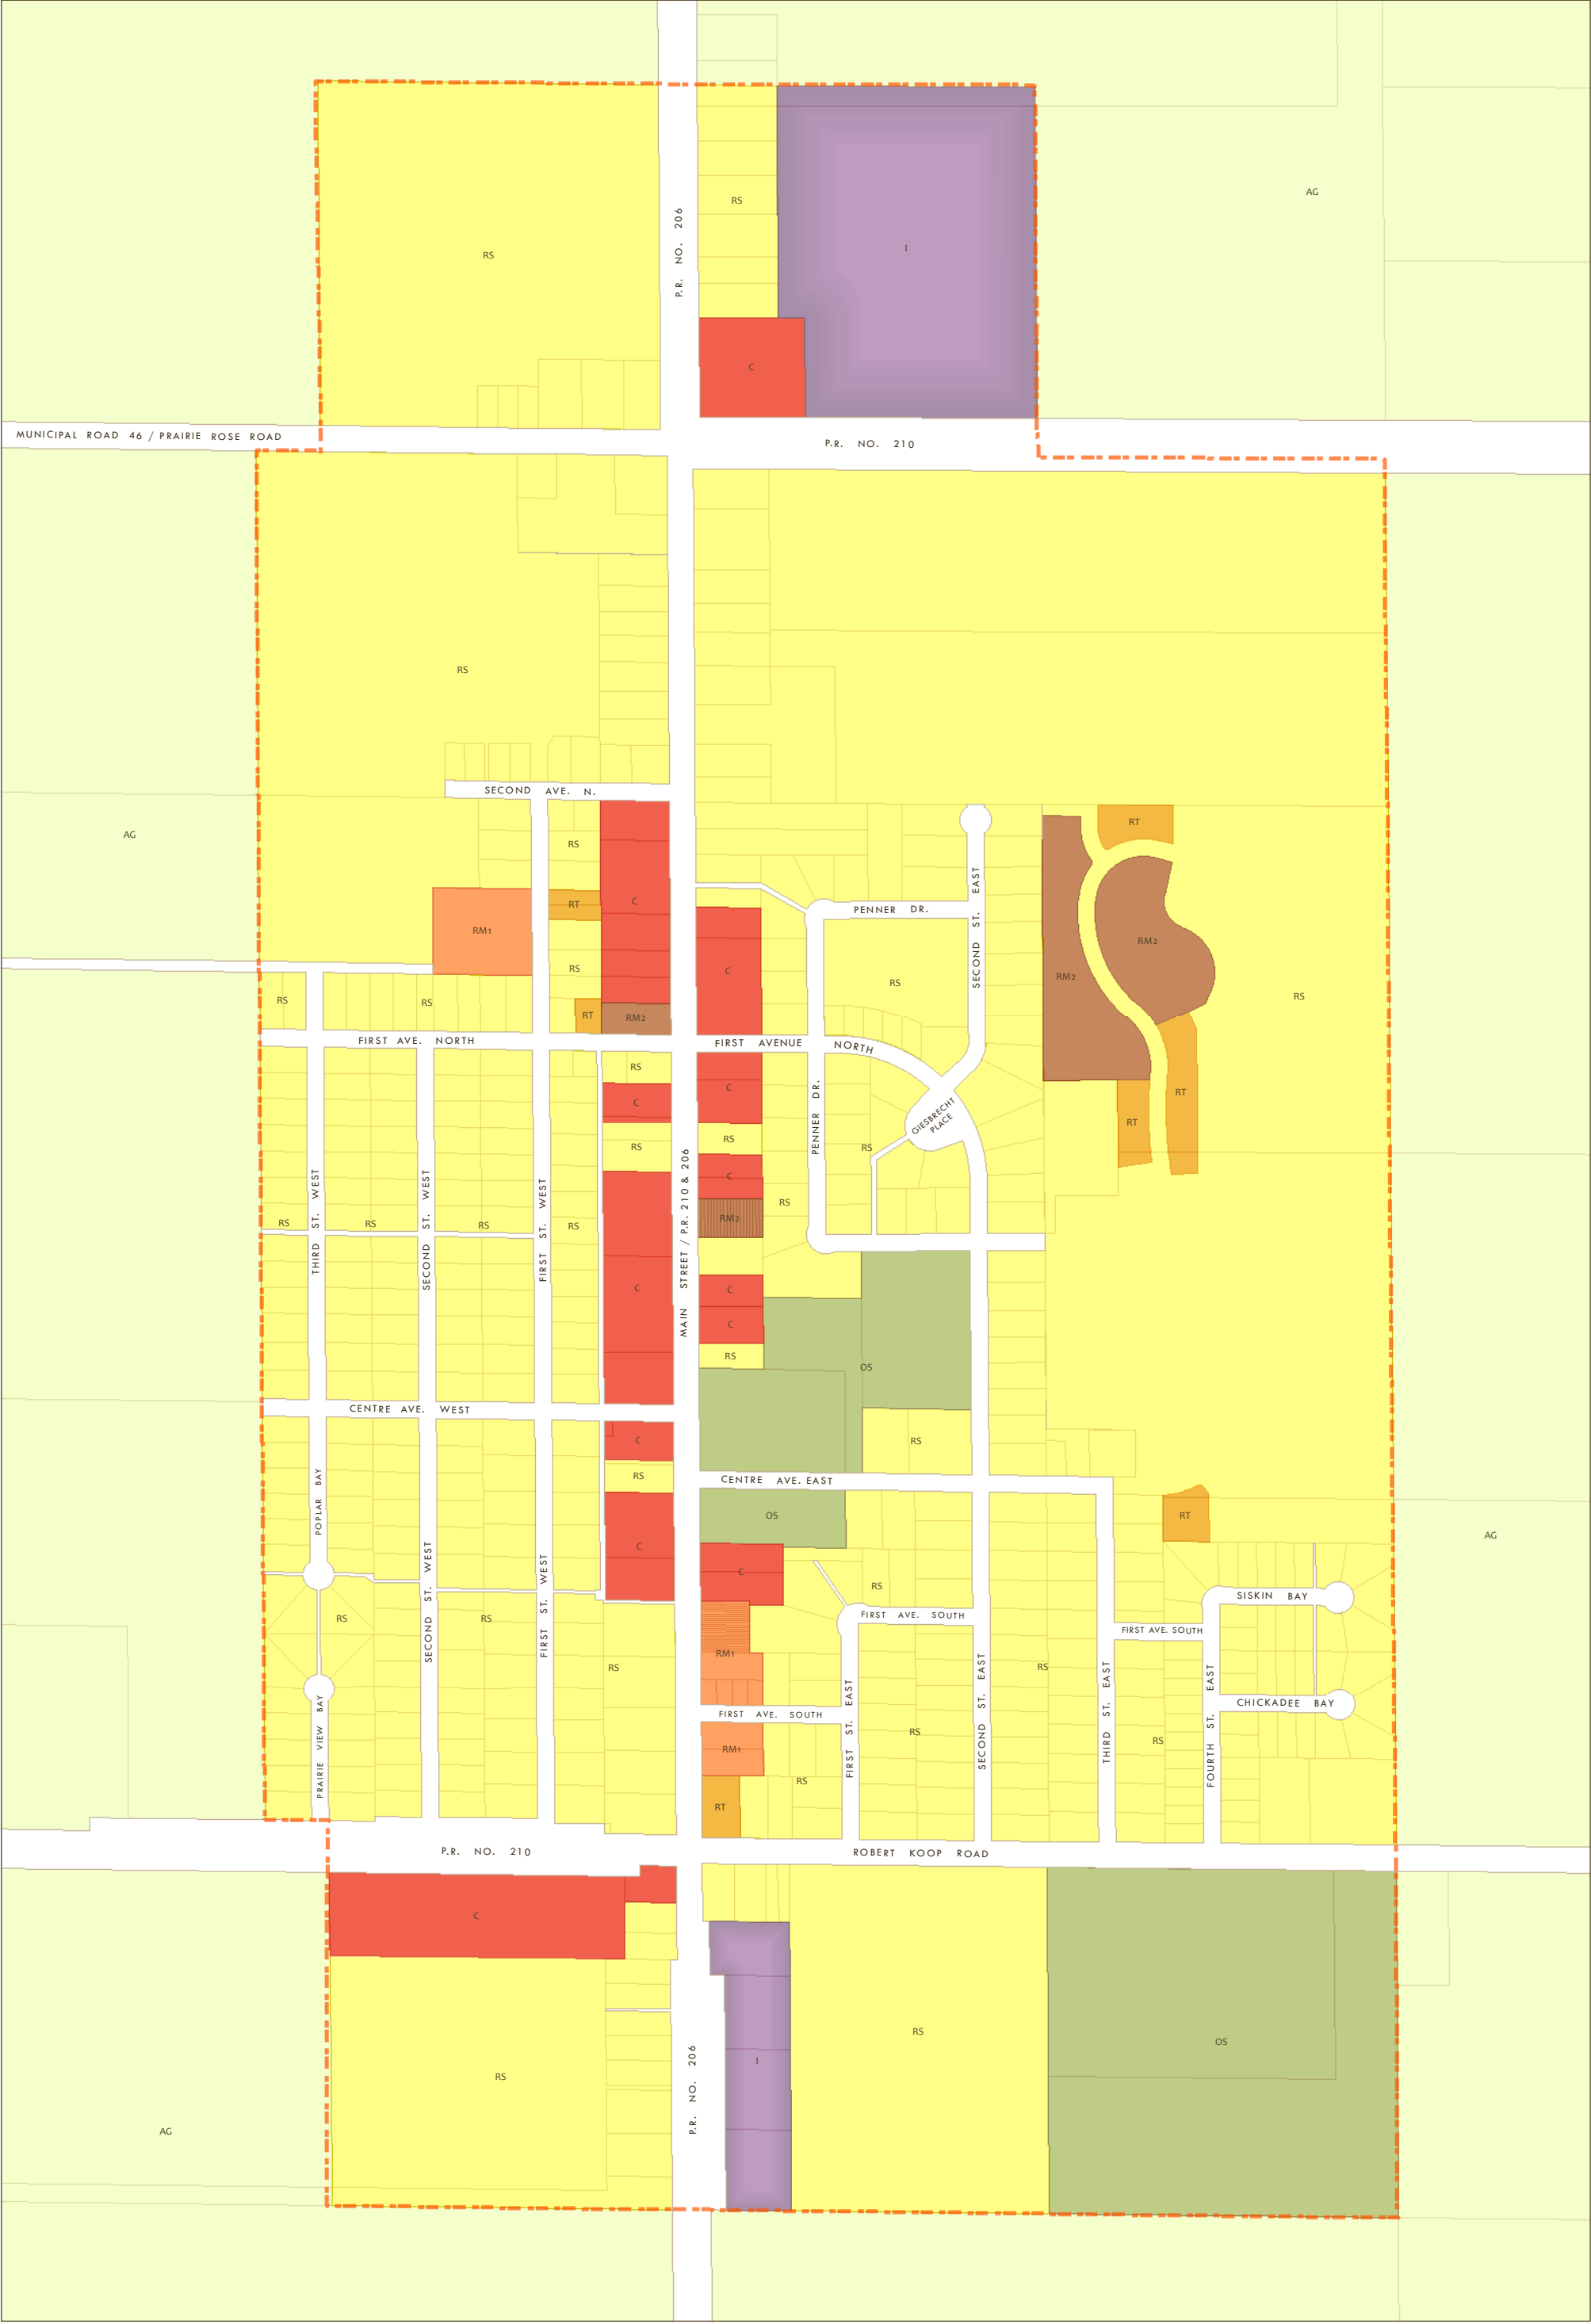 AG
RS
P.R. NO. 206
RS
I
C
MUNICIPAL ROAD 46 / PRAIRIE ROSE ROAD
P.R. NO. 210
RS
SECOND AVE. N.
RT
AG
RS
SECOND ST. EAST
RT
C
PENNER DR.
RM1
RM2
C
RM2
RS
RS
RS
RS
RS
RT
RM2
FIRST AVE. NORTH
FIRST AVENUE
NORTH
RS
C
RT
C
GIESBRECHT
PLACE
RT
PENNER DR.
RS
RS
RS
C
THIRD ST. WEST
SECOND ST. WEST
FIRST ST. WEST
MAIN STREET / P.R. 210 & 206
RS
RM2
RS
RS
RS
RS
C
C
C
RS
OS
CENTRE AVE. WEST
C
RS
RS
CENTRE AVE. EAST
POPLAR BAY
OS
RT
AG
C
C
SECOND ST. WEST
FIRST ST. WEST
RS
SISKIN BAY
FIRST AVE. SOUTH
RS
RS
FIRST AVE. SOUTH
RM1
RS
RS
CHICKADEE BAY
FIRST AVE. SOUTH
PRAIRIE VIEW BAY
FIRST ST. EAST
SECOND ST. EAST
THIRD ST. EAST
FOURTH ST. EAST
RS
RS
RM1
RS
RT
P.R. NO. 210
ROBERT KOOP ROAD
C
RS
OS
I
RS
P.R. NO. 206
AG